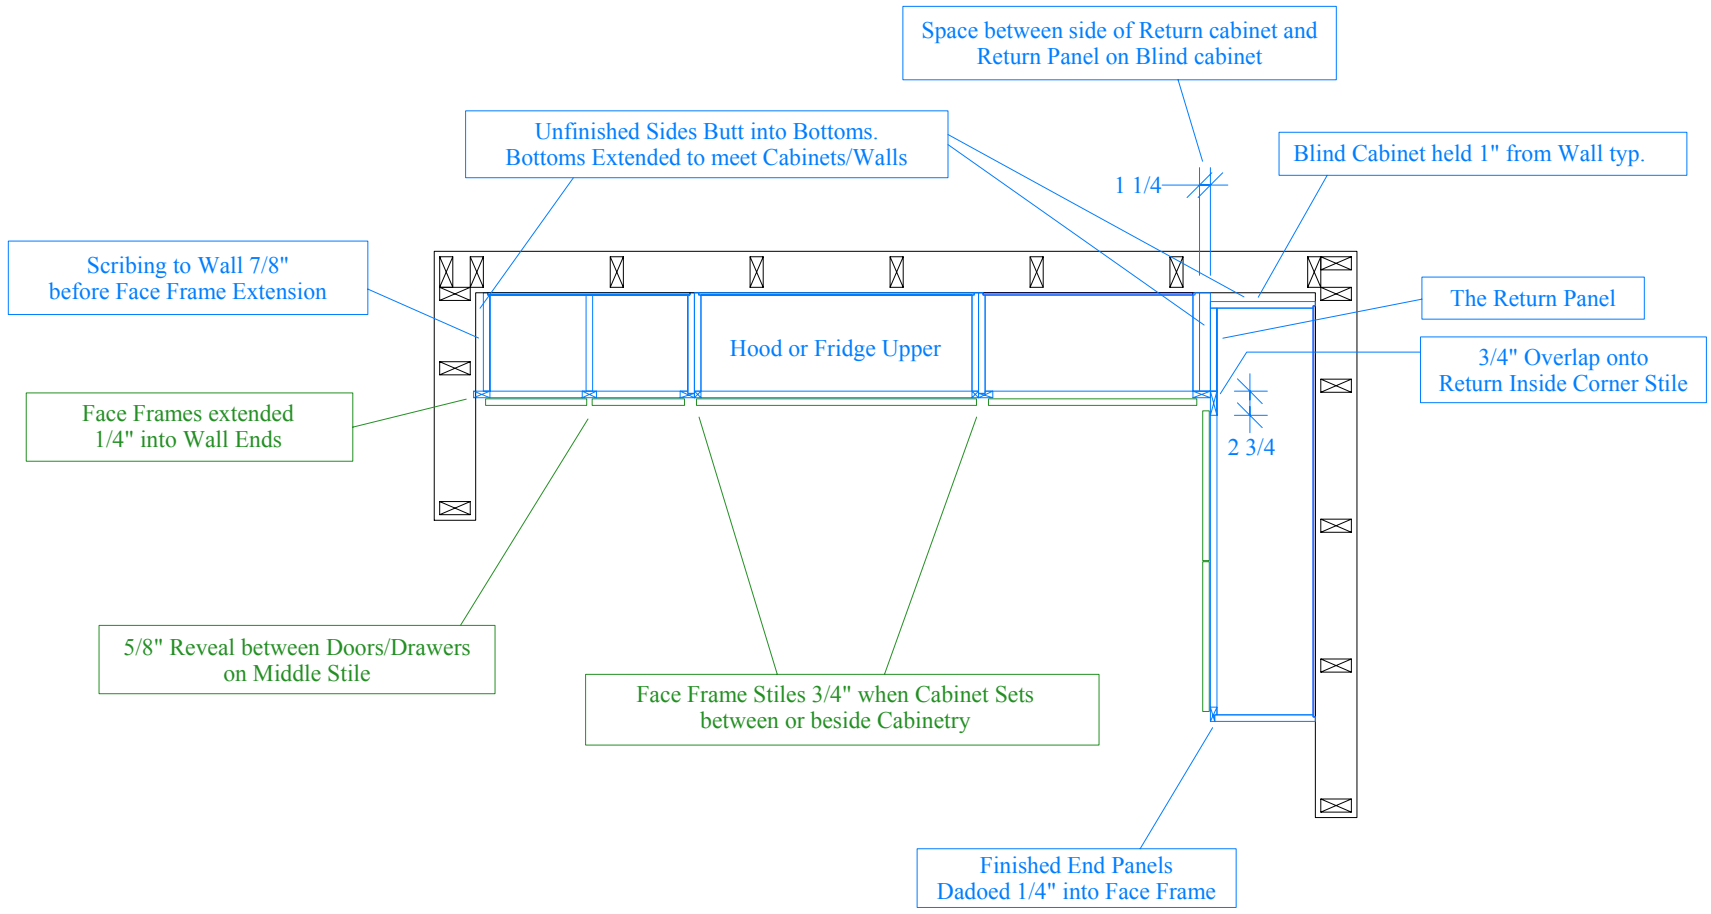 Space between side of Return cabinet and
Return Panel on Blind cabinet
Unfinished Sides Butt into Bottoms.
Bottoms Extended to meet Cabinets/Walls
Blind Cabinet held 1" from Wall typ.
1 1/4
Scribing to Wall 7/8"
before Face Frame Extension
The Return Panel
Hood or Fridge Upper
3/4" Overlap onto
Return Inside Corner Stile
Face Frames extended
1/4" into Wall Ends
2 3/4
5/8" Reveal between Doors/Drawers
on Middle Stile
Face Frame Stiles 3/4" when Cabinet Sets
between or beside Cabinetry
Finished End Panels
Dadoed 1/4" into Face Frame